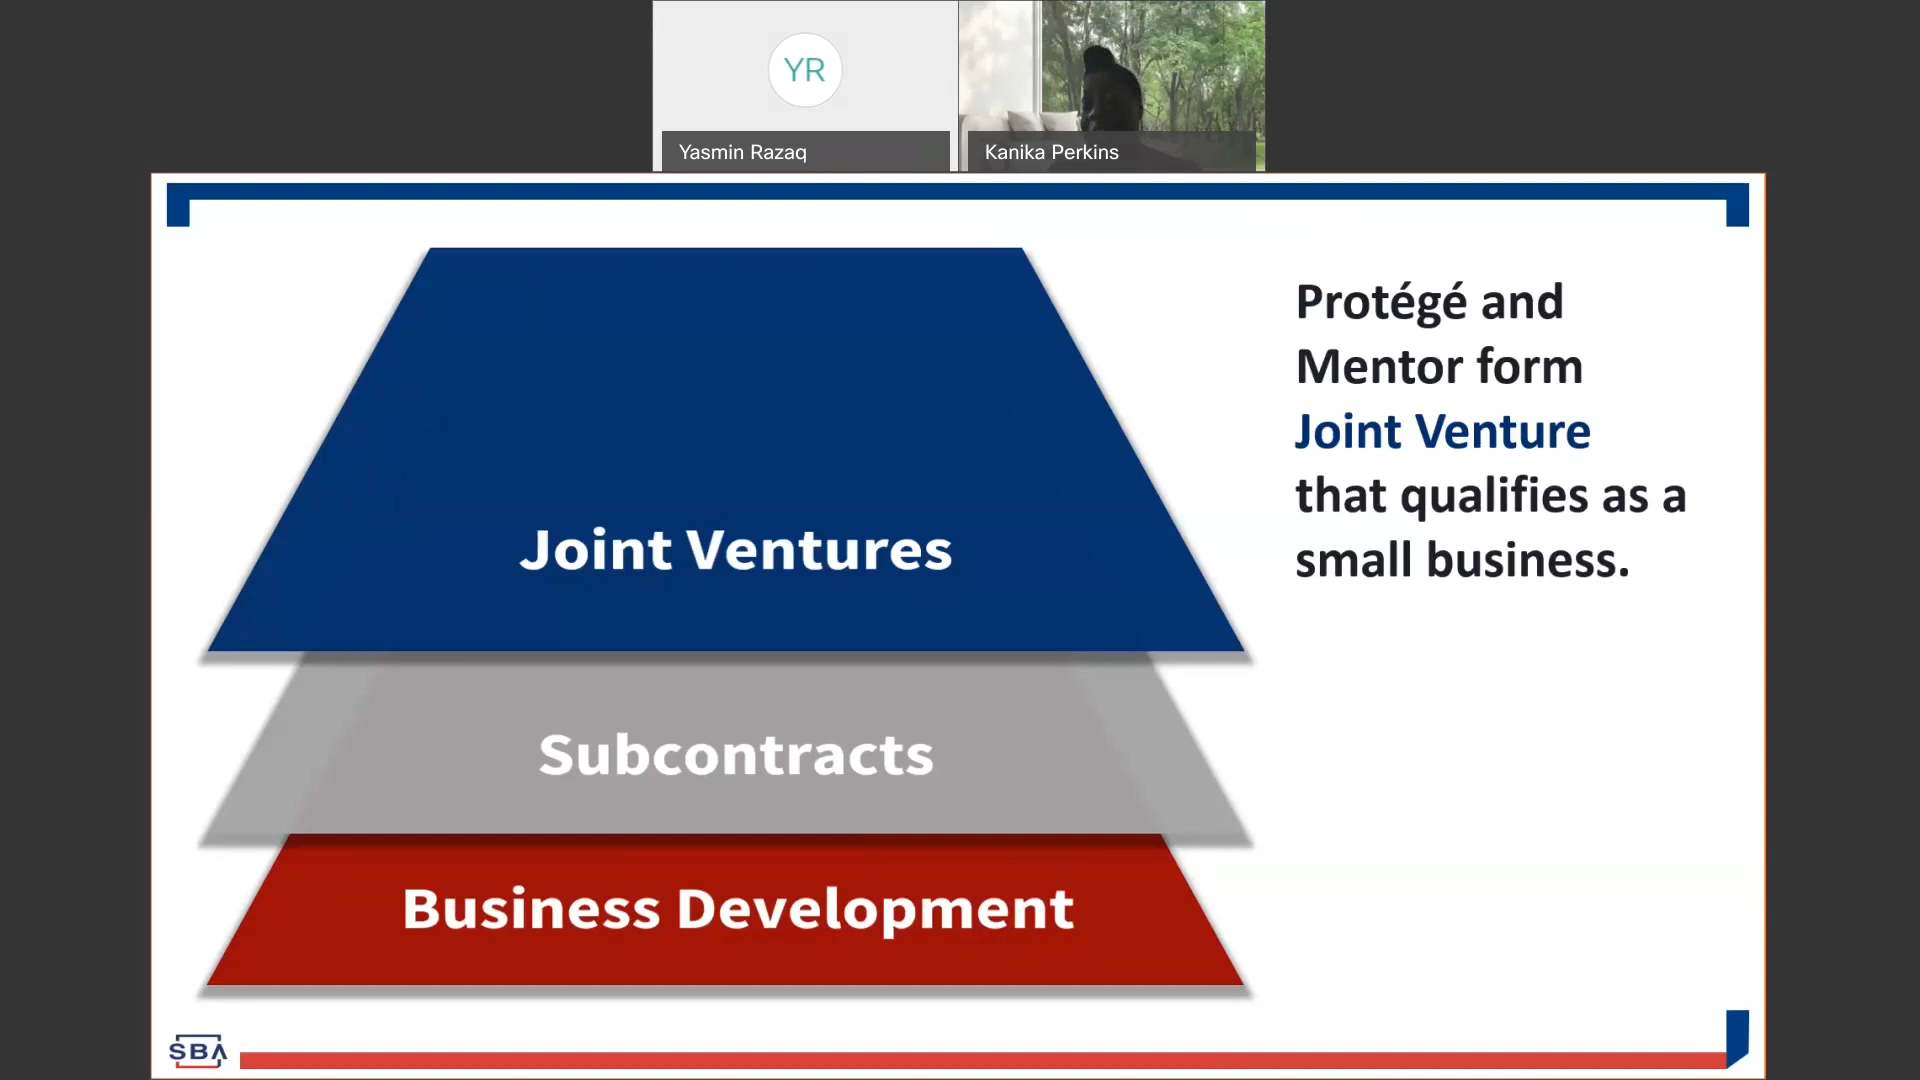 YR
Yasmin Razaq
Kanika Perkins
Joint Ventures
Subcontracts
Business Development
Protégé and
Mentor form
Joint Venture
that qualifies as a
small business.
SBA